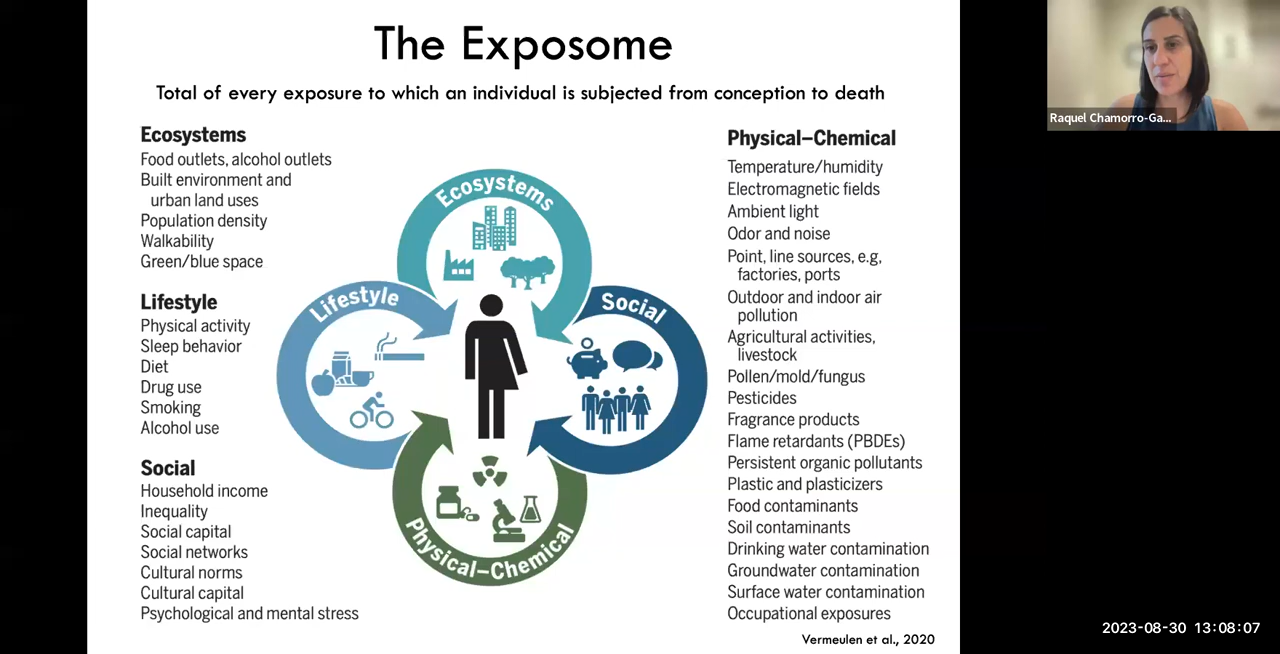 The Exposome
Total of every exposure to which an individual is subjected from conception to death
Ecosystems
Food outlets, alcohol outlets
Built environment and
urban land uses
Population density
Walkability
Green/blue space
Lifestyle
Physical activity
Sleep behavior
Diet
Drug use
Smoking
Alcohol use
Social
Household income
Inequality
Social capital
Social networks
Cultural norms
Cultural capital
Psychological and mental stress
Ecosystems
Lifestyle
Social
Physical–Chemical
Physical–Chemical
Temperature/humidity
Electromagnetic fields
Ambient light
Odor and noise
Point, line sources, e.g,
factories, ports
Outdoor and indoor air
pollution
Agricultural activities,
livestock
Pollen/mold/fungus
Pesticides
Fragrance products
Flame retardants (PBDEs)
Persistent organic pollutants
Plastic and plasticizers
Food contaminants
Soil contaminants
Drinking water contamination
Groundwater contamination
Surface water contamination
Occupational exposures
Vermeulen et al., 2020
Raquel Chamorro-Ga...
2023-08-30 13:08:07